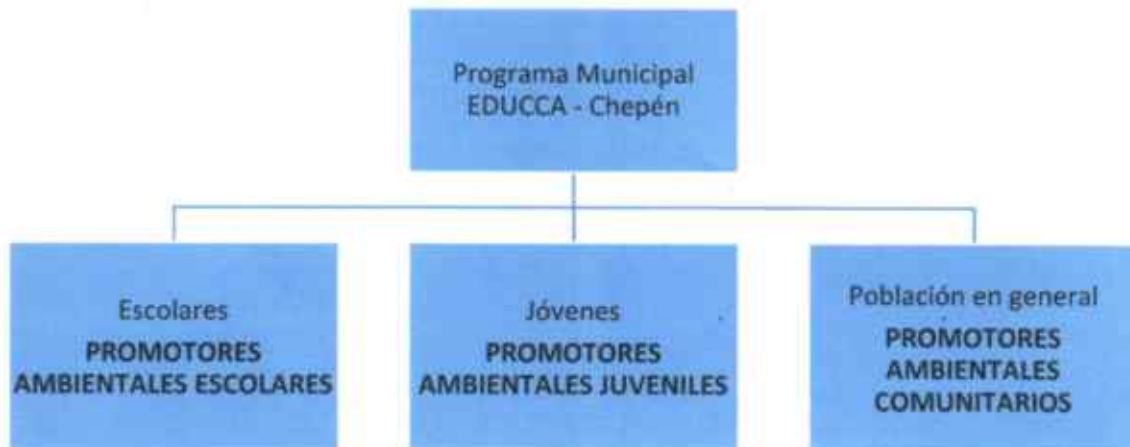 Programa Municipal
EDUCCA - Chepén
Escolares
PROMOTORES
AMBIENTALES ESCOLARES
Jóvenes
PROMOTORES
AMBIENTALES JUVENILES
Población en general
PROMOTORES
AMBIENTALES
COMUNITARIOS